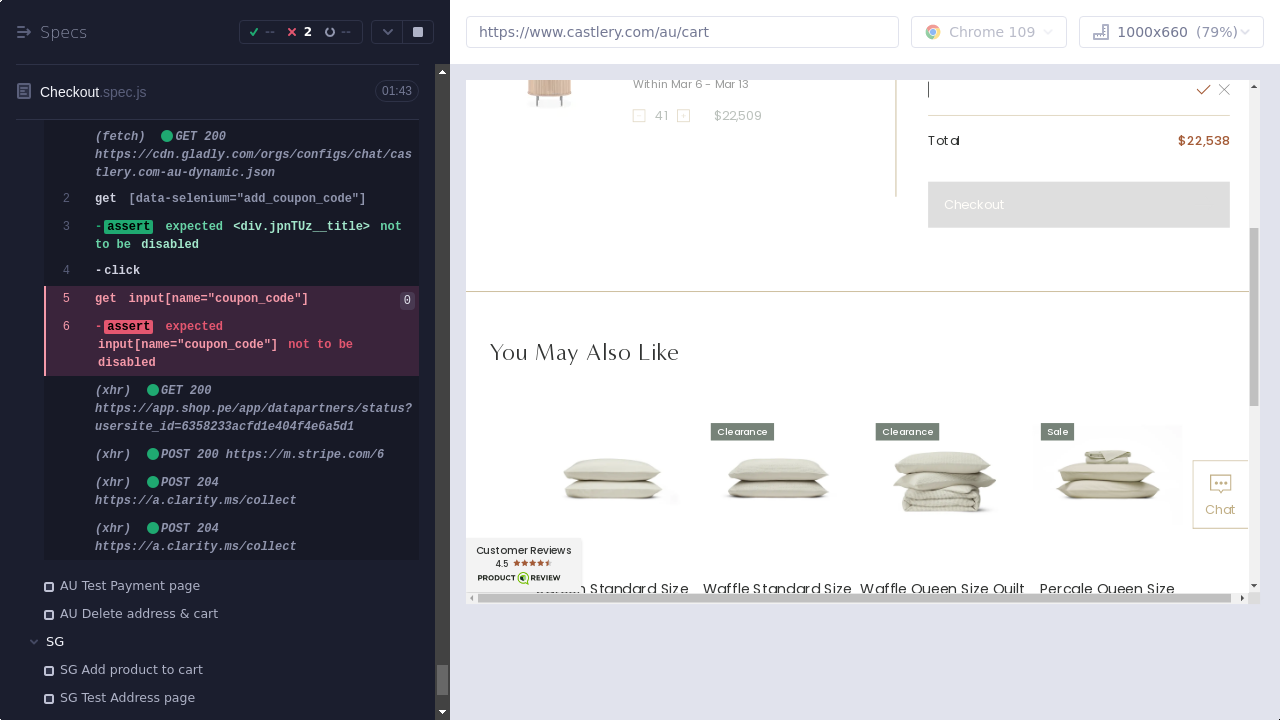 Specs
--
2
--
https://www.castlery.com/au/cart
Chrome 109
1000x660 (79%)
Checkout.spec.js
01:43
(fetch) GET 200
https://cdn.gladly.com/orgs/configs/chat/cas
tlery.com-au-dynamic.json
2 get [data-selenium="add_coupon_code"]
3 -assert expected <div.jpnTUz__title> not
to be disabled
4 -click
5 get input[name="coupon_code"] 0
6 -assert expected
input[name="coupon_code"] not to be
disabled
(xhr) GET 200
https://app.shop.pe/app/datapartners/status?
usersite_id=6358233acfd1e404f4e6a5d1
(xhr) POST 200 https://m.stripe.com/6
(xhr) POST 204
https://a.clarity.ms/collect
(xhr) POST 204
https://a.clarity.ms/collect
AU Test Payment page
AU Delete address & cart
SG
SG Add product to cart
SG Test Address page
Within Mar 6 - Mar 13
- 41 + $22,509
Total $22,538
Checkout
You May Also Like
Clearance
Clearance
Sale
Chat
Customer Reviews
4.5
PRODUCT REVIEW
Standard Size
Waffle Standard Size
Waffle Queen Size Quilt
Percale Queen Size